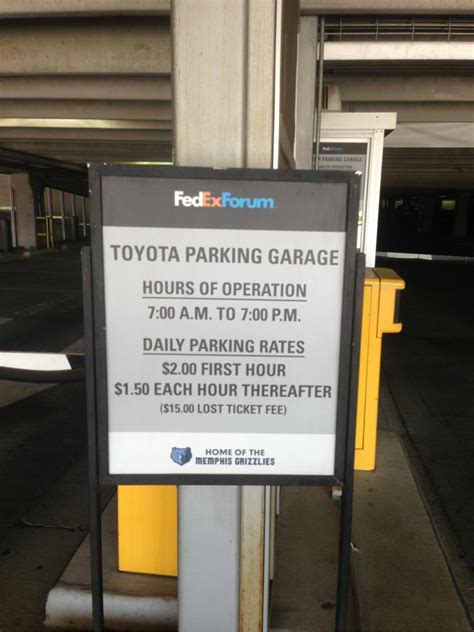 FedExForum
TOYOTA PARKING GARAGE
HOURS OF OPERATION
7:00 A.M. TO 7:00 P.M.
DAILY PARKING RATES
$2.00 FIRST HOUR
$1.50 EACH HOUR THEREAFTER
($15.00 LOST TICKET FEE)
HOME OF THE
MEMPHIS GRIZZLIES
FedExForum
PARKING GARAGE